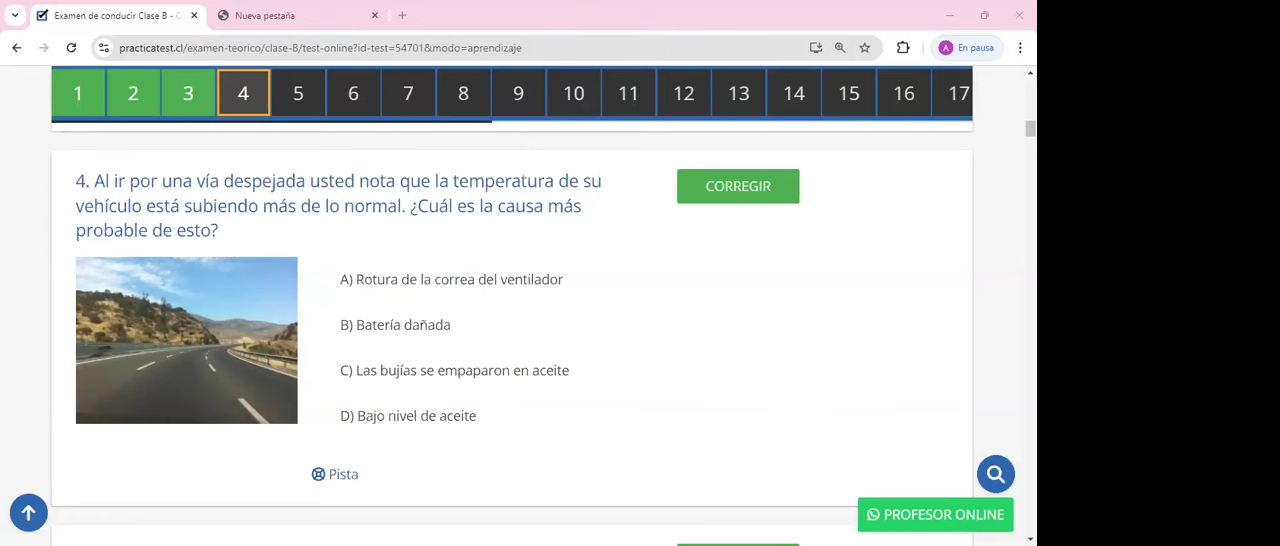 Examen de conducir Clase B - C
Nueva pestaña
practicatest.cl/examen-teorico/clase-B/test-online?id-test=54701&modo=aprendizaje
A En pausa
1 2 3 4 5 6 7 8 9 10 11 12 13 14 15 16 17
4. Al ir por una vía despejada usted nota que la temperatura de su
vehículo está subiendo más de lo normal. ¿Cuál es la causa más
probable de esto?
CORREGIR
A) Rotura de la correa del ventilador
B) Batería dañada
C) Las bujías se empaparon en aceite
D) Bajo nivel de aceite
Pista
PROFESOR ONLINE